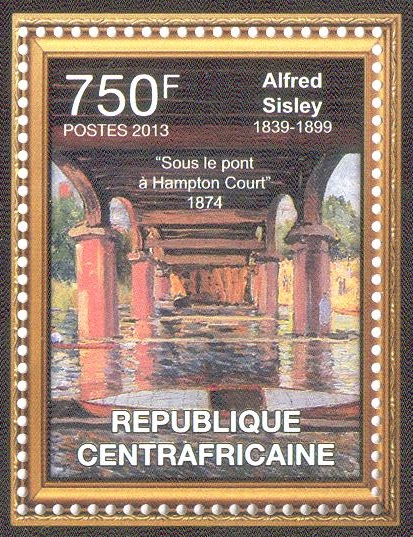 750F
POSTES 2013
Alfred
Sisley
1839-1899
“Sous le pont
à Hampton Court”
1874
REPUBLIQUE
CENTRAFRICAINE